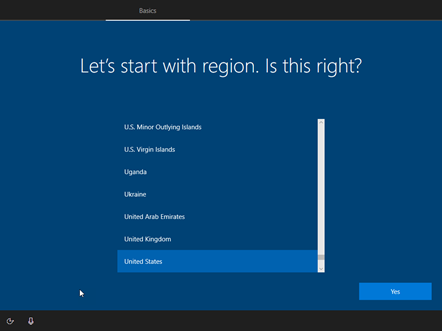 Basics
Let's start with region. Is this right?
U.S. Minor Outlying Islands
U.S. Virgin Islands
Uganda
Ukraine
United Arab Emirates
United Kingdom
United States
Yes